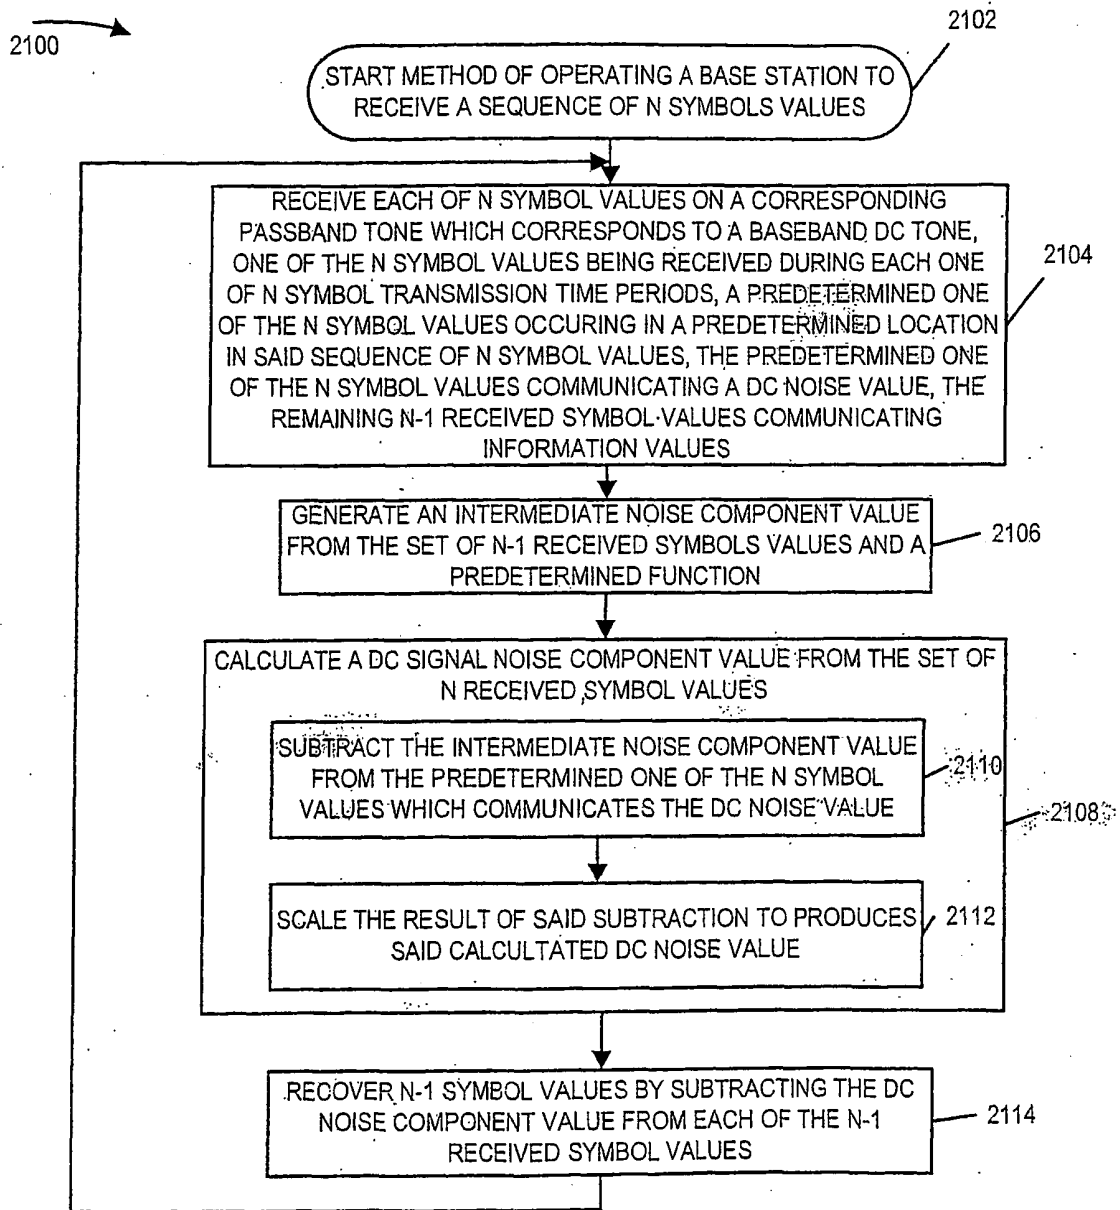 2100
2102
START METHOD OF OPERATING A BASE STATION TO
RECEIVE A SEQUENCE OF N SYMBOLS VALUES
RECEIVE EACH OF N SYMBOL VALUES ON A CORRESPONDING
PASSBAND TONE WHICH CORRESPONDS TO A BASEBAND DC TONE,
ONE OF THE N SYMBOL VALUES BEING RECEIVED DURING EACH ONE
OF N SYMBOL TRANSMISSION TIME PERIODS, A PREDETERMINED ONE
OF THE N SYMBOL VALUES OCCURING IN A PREDETERMINED LOCATION
IN SAID SEQUENCE OF N SYMBOL VALUES, THE PREDETERMINED ONE
OF THE N SYMBOL VALUES COMMUNICATING A DC NOISE VALUE, THE
REMAINING N-1 RECEIVED SYMBOL VALUES COMMUNICATING
INFORMATION VALUES
2104
GENERATE AN INTERMEDIATE NOISE COMPONENT VALUE
FROM THE SET OF N-1 RECEIVED SYMBOLS VALUES AND A
PREDETERMINED FUNCTION
2106
CALCULATE A DC SIGNAL NOISE COMPONENT VALUE FROM THE SET OF
N RECEIVED SYMBOL VALUES
SUBTRACT THE INTERMEDIATE NOISE COMPONENT VALUE
FROM THE PREDETERMINED ONE OF THE N SYMBOL
VALUES WHICH COMMUNICATES THE DC NOISE VALUE
2110
2108
SCALE THE RESULT OF SAID SUBTRACTION TO PRODUCES
SAID CALCULTATED DC NOISE VALUE
2112
RECOVER N-1 SYMBOL VALUES BY SUBTRACTING THE DC
NOISE COMPONENT VALUE FROM EACH OF THE N-1
RECEIVED SYMBOL VALUES
2114